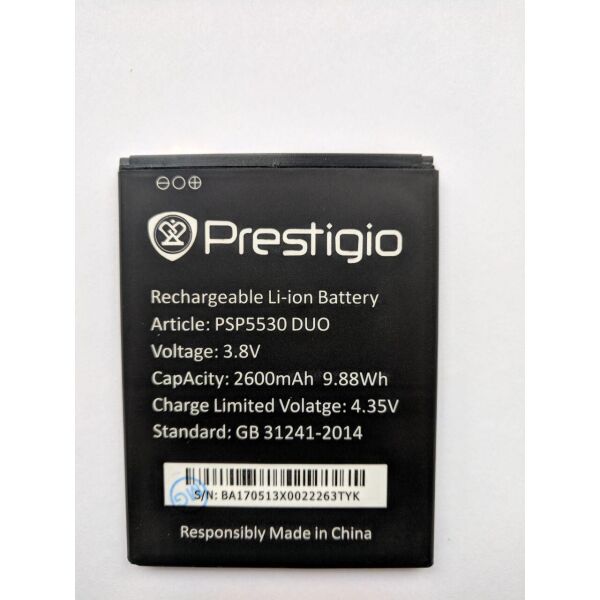 Prestigio
Rechargeable Li-ion Battery
Article: PSP5530 DUO
Voltage: 3.8V
CapAcity: 2600mAh 9.88Wh
Charge Limited Volatge: 4.35V
Standard: GB 31241-2014
S/N: BA170513X0022263TYK
Responsibly Made in China